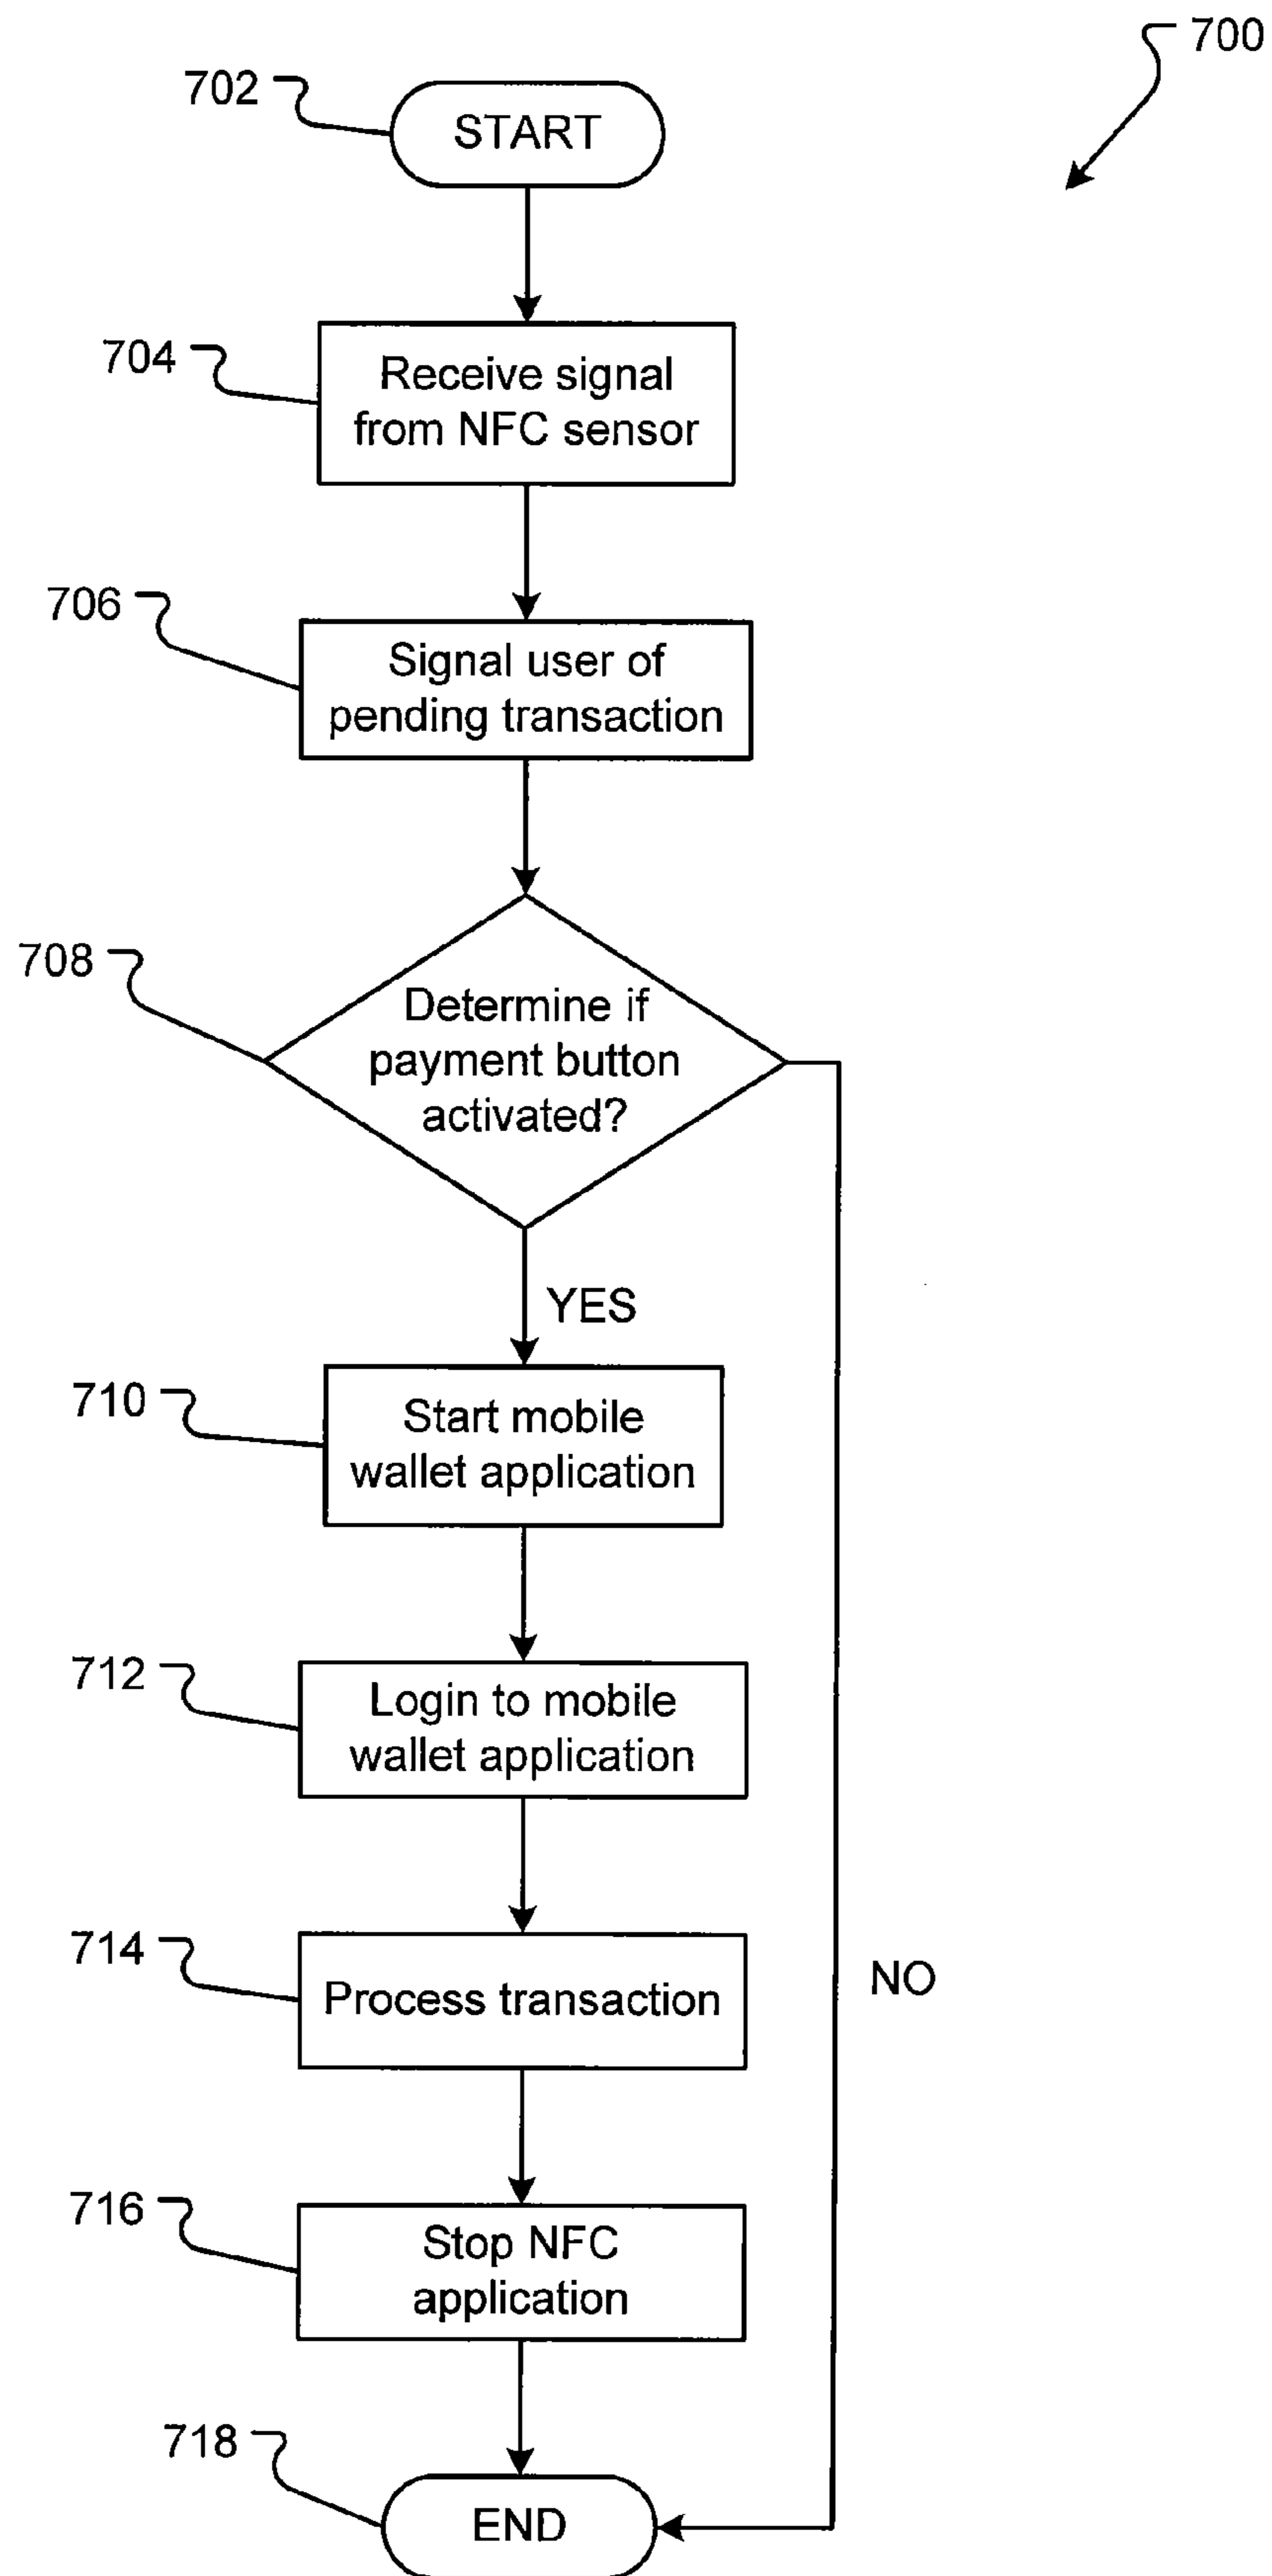 700
702
START
704
Receive signal
from NFC sensor
706
Signal user of
pending transaction
708
Determine if
payment button
activated?
YES
710
Start mobile
wallet application
712
Login to mobile
wallet application
714
Process transaction
NO
716
Stop NFC
application
718
END